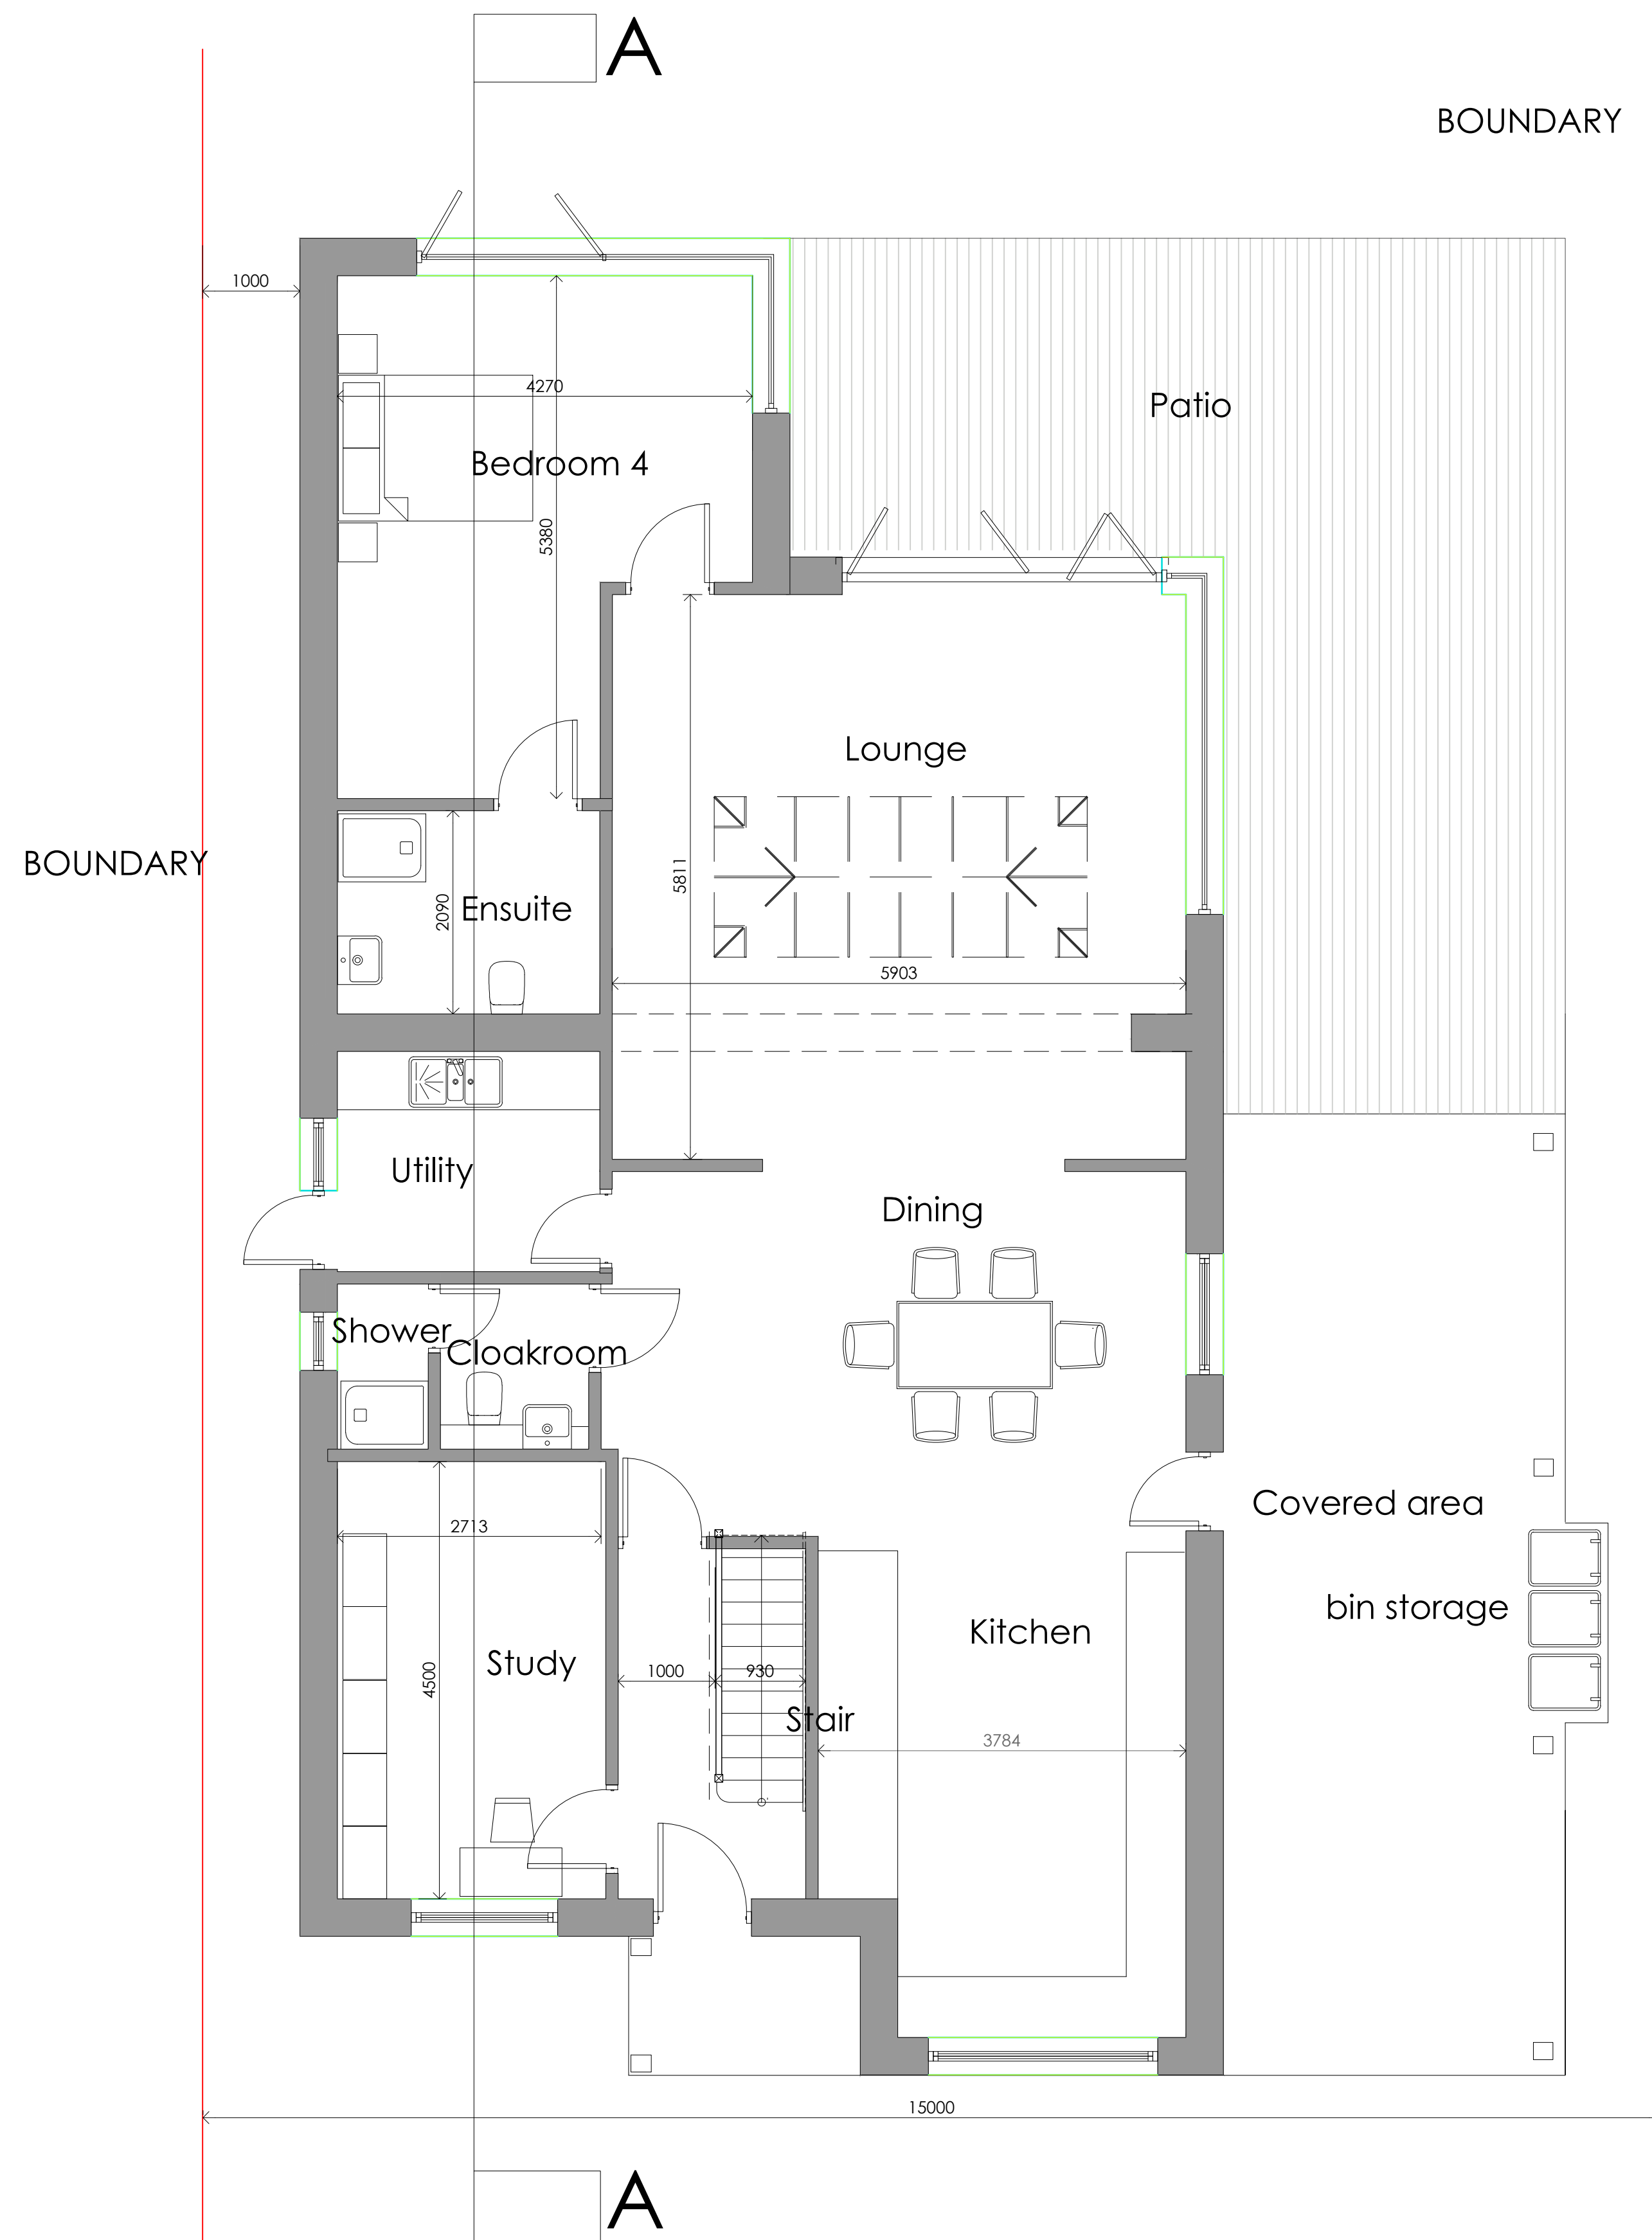 A
BOUNDARY
1000
4270
Patio
Bedroom 4
5380
Lounge
BOUNDARY
5811
2090
Ensuite
5903
Utility
Dining
Shower
Cloakroom
Covered area
2713
bin storage
Kitchen
Study
4500
1000
930
Stair
3784
15000
A